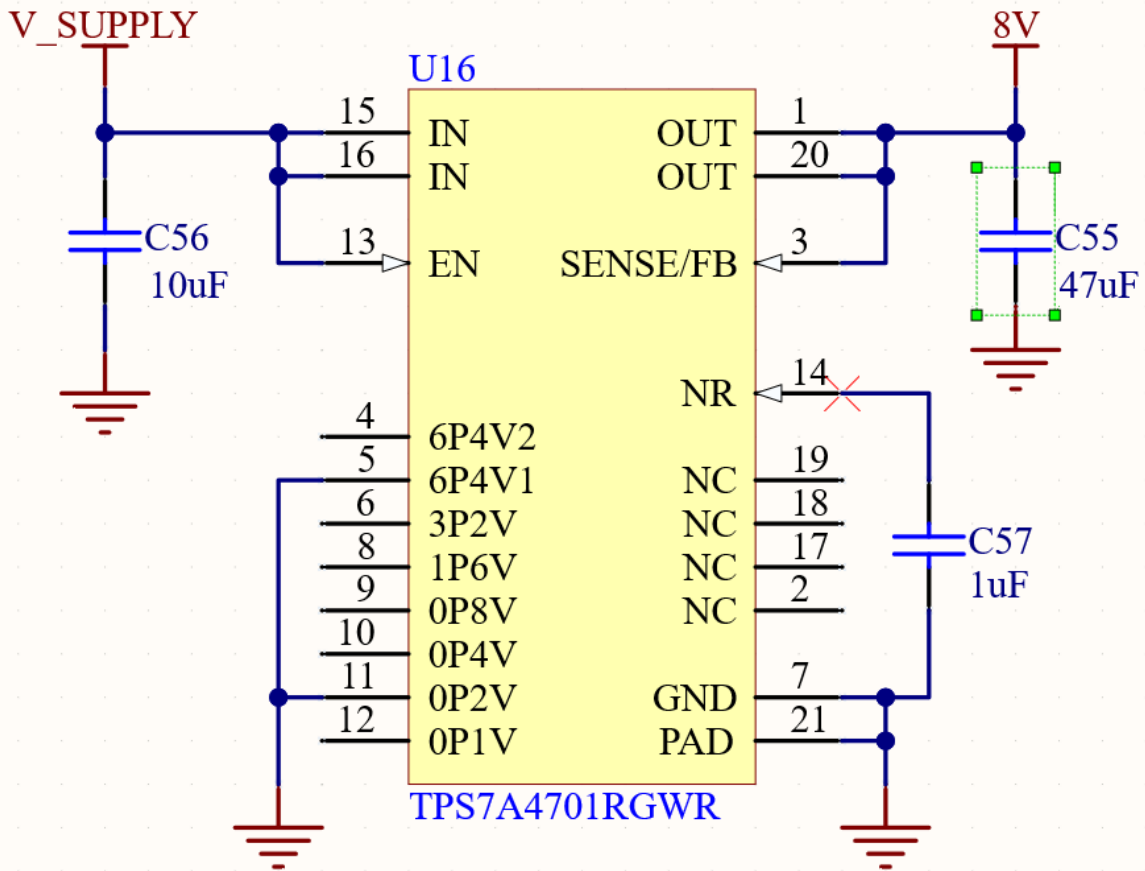 V_SUPPLY
8V
U16
15 IN
OUT 1
16 IN
OUT 20
13 EN
SENSE/FB 3
C56
10uF
C55
47uF
NR 14
4 6P4V2
5 6P4V1
NC 19
6 3P2V
NC 18
8 1P6V
NC 17
9 0P8V
NC 2
C57
1uF
10 0P4V
11 0P2V
GND 7
12 0P1V
PAD 21
TPS7A4701RGWR